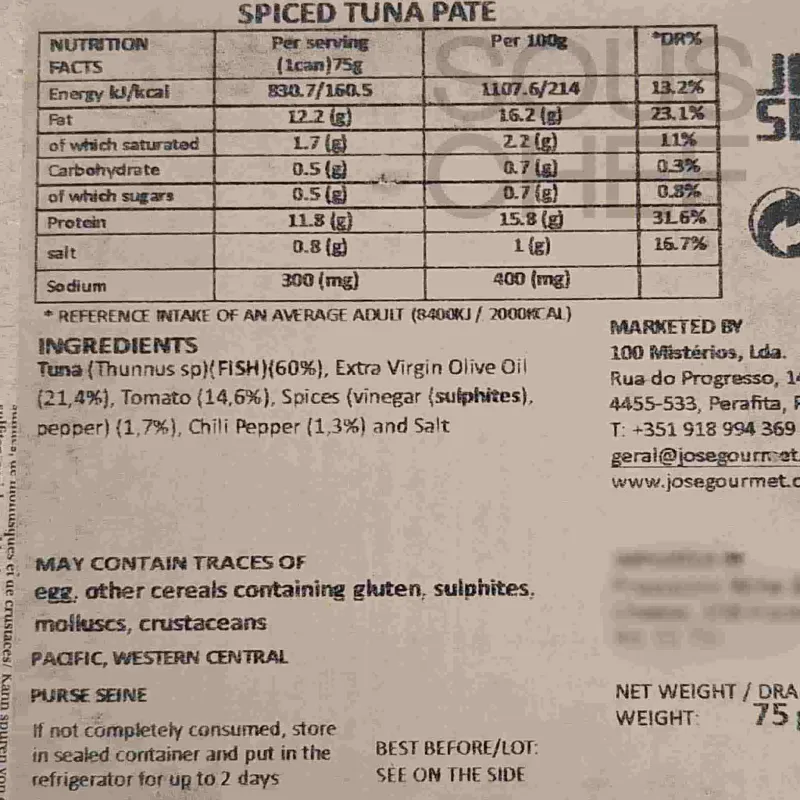 SPICED TUNA PATE
NUTRITION FACTS Per serving (1can)75g Per 100g *DR%
Energy kJ/kcal 830.7/160.5 1107.6/214 13.2%
Fat 12.2 (g) 16.2 (g) 23.1%
of which saturated 1.7 (g) 2.2 (g) 11%
Carbohydrate 0.5 (g) 0.7 (g) 0.3%
of which sugars 0.5 (g) 0.7 (g) 0.8%
Protein 11.8 (g) 15.8 (g) 31.6%
salt 0.8 (g) 1 (g) 16.7%
Sodium 300 (mg) 400 (mg)
* REFERENCE INTAKE OF AN AVERAGE ADULT (8400KJ / 2000KCAL)
INGREDIENTS
Tuna (Thunnus sp)(FISH)(60%), Extra Virgin Olive Oil
(21,4%), Tomato (14,6%), Spices (vinegar (sulphites),
pepper) (1,7%), Chili Pepper (1,3%) and Salt
MAY CONTAIN TRACES OF
egg, other cereals containing gluten, sulphites,
molluscs, crustaceans
PACIFIC, WESTERN CENTRAL
PURSE SEINE
If not completely consumed, store
in sealed container and put in the
refrigerator for up to 2 days
BEST BEFORE/LOT:
SEE ON THE SIDE
MARKETED BY
100 Mistérios, Lda.
Rua do Progresso, 14
4455-533, Perafita, P
T: +351 918 994 369
geral@josegourmet.
www.josegourmet.c
NET WEIGHT / DRA
WEIGHT: 75 g
SOUS
CHEF